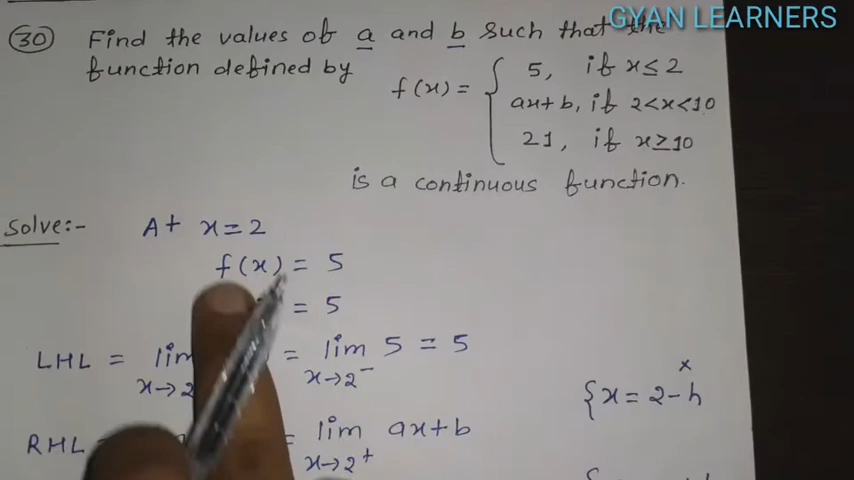 GYAN LEARNERS
30 Find the values of a and b such that the
function defined by
f(x) = { 5, if x ≤ 2
ax+b, if 2<x<10
21, if x ≥ 10
is a continuous function.
Solve:- At x = 2
f(x) = 5
= 5
LHL = lim x→2 = lim x→2⁻ 5 = 5
x
{x = 2-h
RHL = lim x→2⁺ ax+b